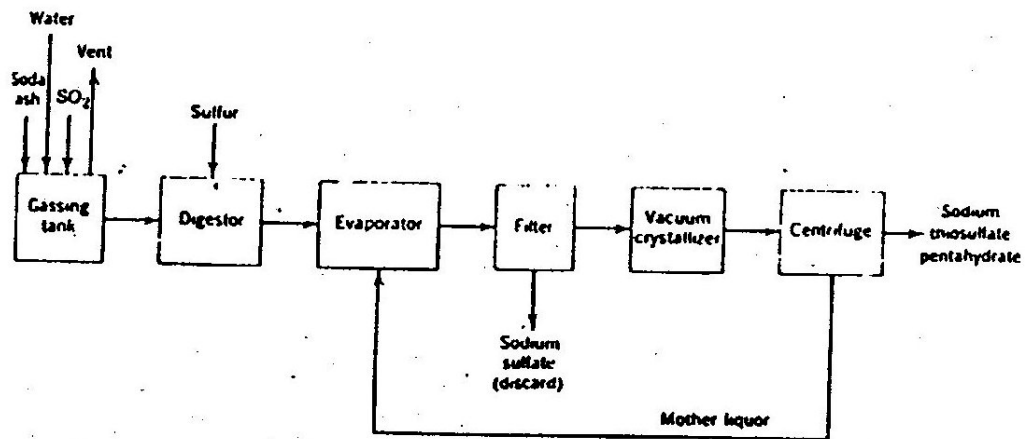 Water
Vent
Soda
ash
SO2
Sulfur
Gassing
tank
Digestor
Evaporator
Filter
Vacuum
crystallizer
Centrifuge
Sodium
thiosulfate
pentahydrate
Sodium
sulfate
(discard)
Mother liquor